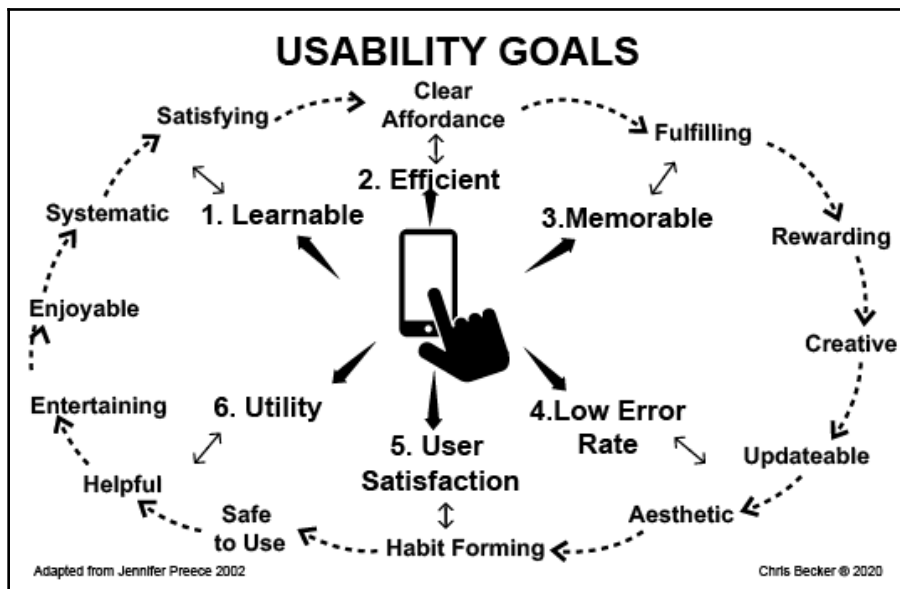 USABILITY GOALS
Clear
Affordance
Satisfying
Fulfilling
2. Efficient
Systematic
1. Learnable
3.Memorable
Rewarding
Enjoyable
Creative
Entertaining
6. Utility
4.Low Error
Rate
5. User
Satisfaction
Updateable
Helpful
Safe
to Use
Aesthetic
Habit Forming
Adapted from Jennifer Preece 2002
Chris Becker ® 2020